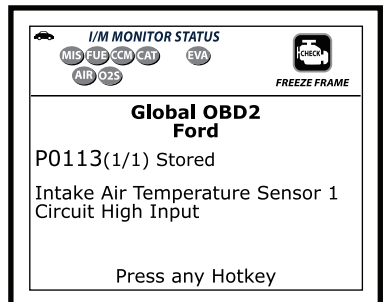 I/M MONITOR STATUS
MIS FUE CCM CAT EVA
AIR O2S
CHECK
FREEZE FRAME
Global OBD2
Ford
P0113(1/1) Stored
Intake Air Temperature Sensor 1
Circuit High Input
Press any Hotkey